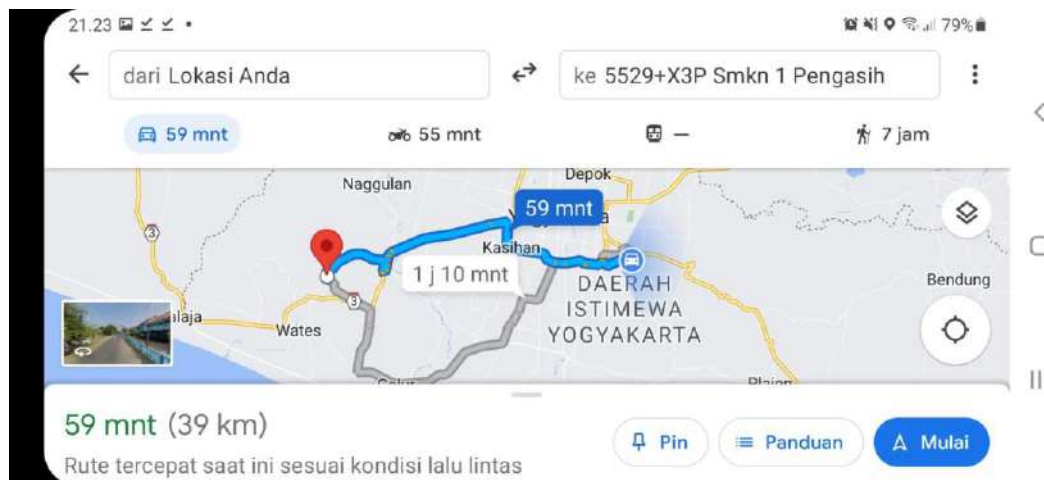 21.23
79%
dari Lokasi Anda
ke 5529+X3P Smkn 1 Pengasih
59 mnt
55 mnt
—
7 jam
Depok
Naggulan
59 mnt
3
Kasihan
1 j 10 mnt
DAERAH
ISTIMEWA
YOGYAKARTA
Bendung
3
Wates
59 mnt (39 km)
Pin
Panduan
Mulai
Rute tercepat saat ini sesuai kondisi lalu lintas